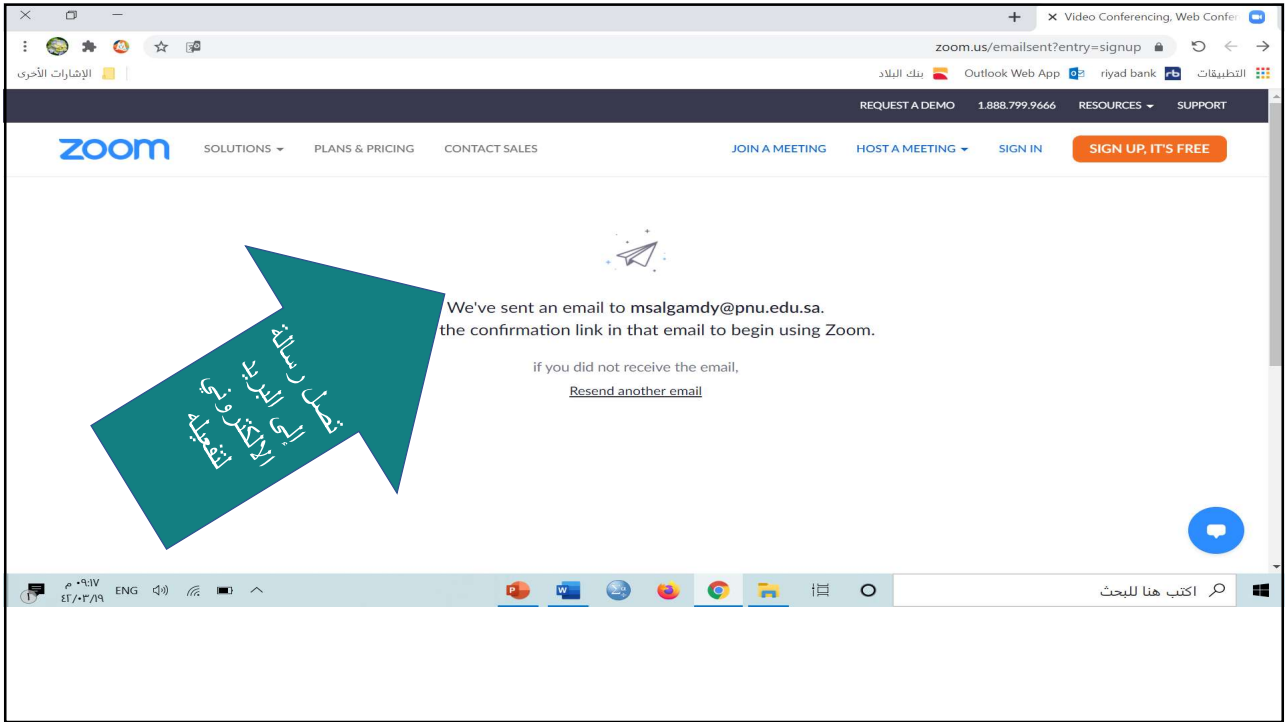 Video Conferencing, Web Confer
zoom.us/emailsent?entry=signup
التطبيقات riyad bank Outlook Web App بنك البلاد الإشارات الأخرى
REQUEST A DEMO 1.888.799.9666 RESOURCES SUPPORT
zoom SOLUTIONS PLANS & PRICING CONTACT SALES JOIN A MEETING HOST A MEETING SIGN IN SIGN UP, IT'S FREE
We've sent an email to msalgamdy@pnu.edu.sa.
the confirmation link in that email to begin using Zoom.
if you did not receive the email,
Resend another email
تصل رسالة
إلى البريد
الإلكتروني
لتفعيله
اكتب هنا للبحث
ENG ٠٩:١٧ م
٤٢/٠٣/١٩